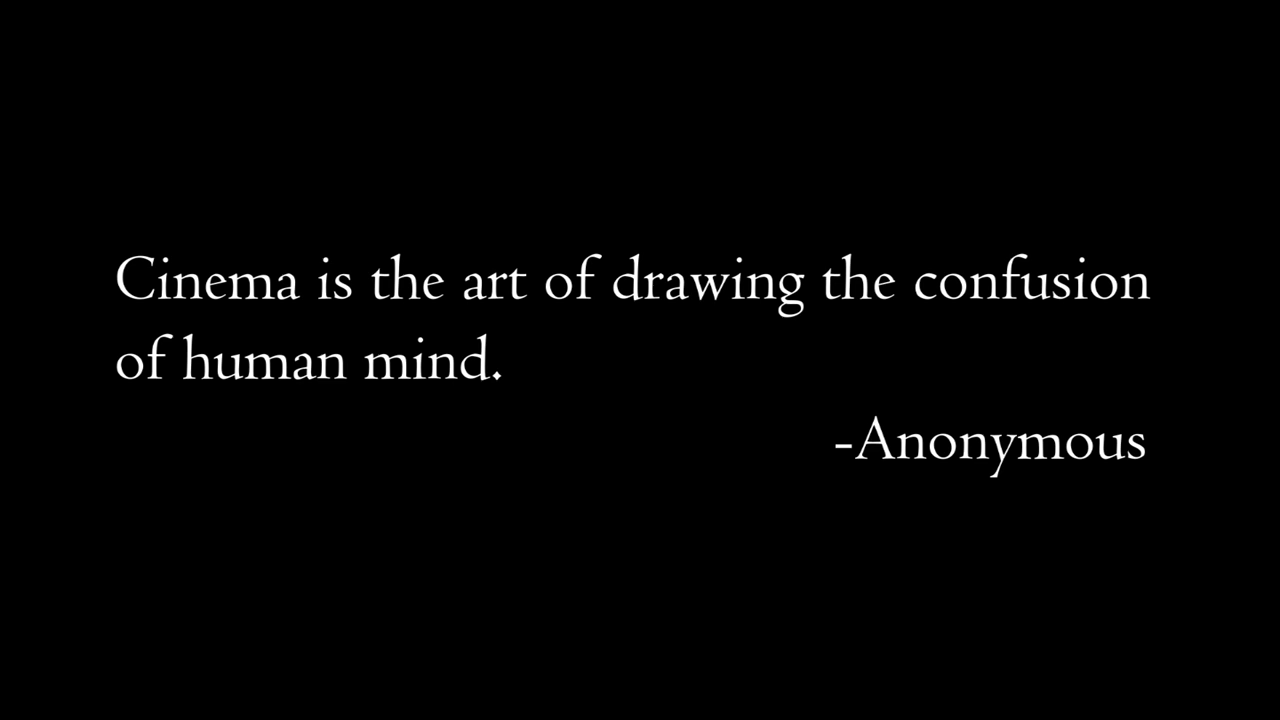 Cinema is the art of drawing the confusion
of human mind.
-Anonymous